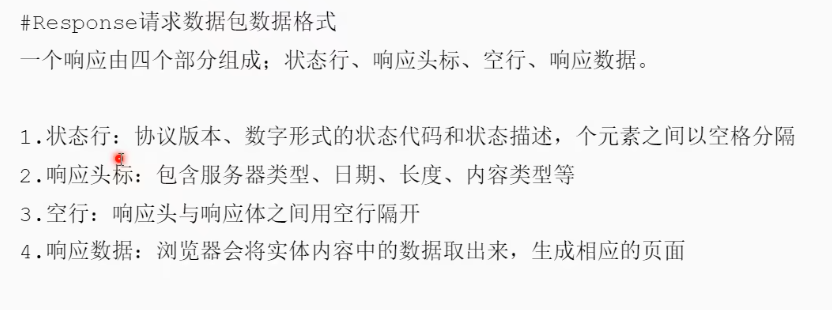 #Response请求数据包数据格式
一个响应由四个部分组成；状态行、响应头标、空行、响应数据。
1.状态行：协议版本、数字形式的状态代码和状态描述，个元素之间以空格分隔
2.响应头标：包含服务器类型、日期、长度、内容类型等
3.空行：响应头与响应体之间用空行隔开
4.响应数据：浏览器会将实体内容中的数据取出来，生成相应的页面